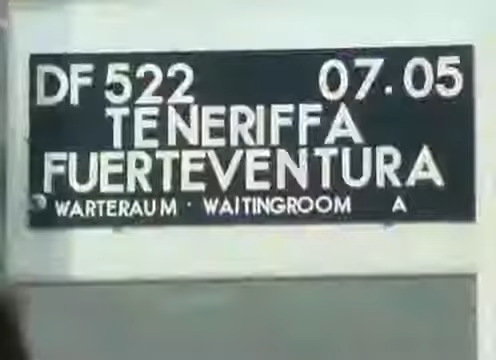 DF 522 07.05
TENERIFFA
FUERTEVENTURA
WARTERAUM · WAITINGROOM A